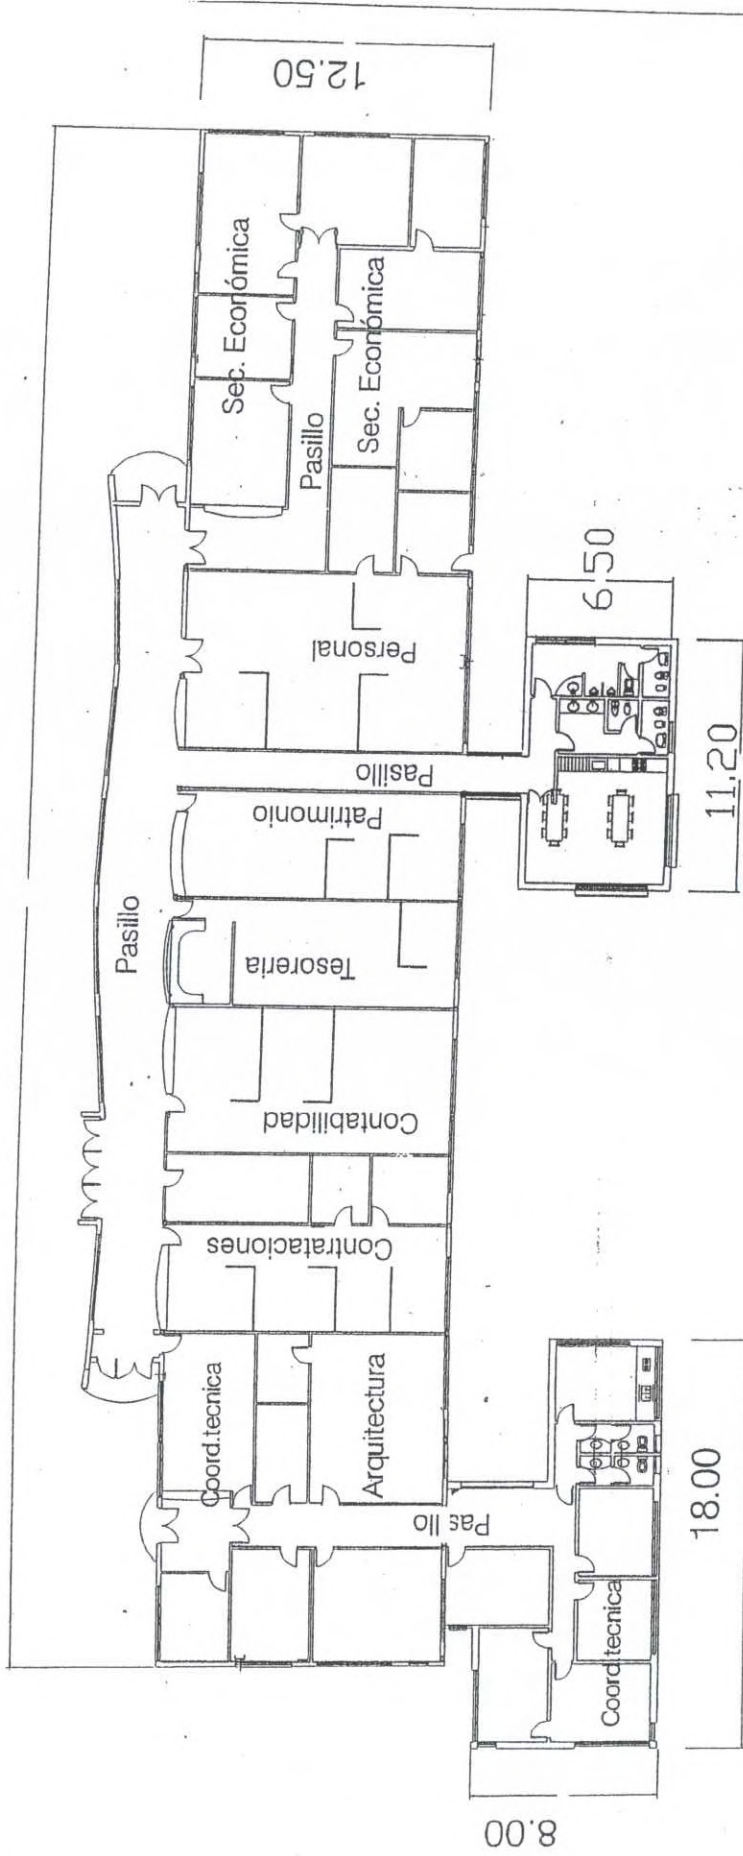 12.50
Sec. Económica
Sec. Económica
Pasillo
Personal
6.50
Pasillo
11.20
Patrimonio
Pasillo
Tesoreria
Contabilidad
Contrataciones
Coord.tecnica
Arquitectura
Pasillo
18.00
Coord.tecnica
8.00